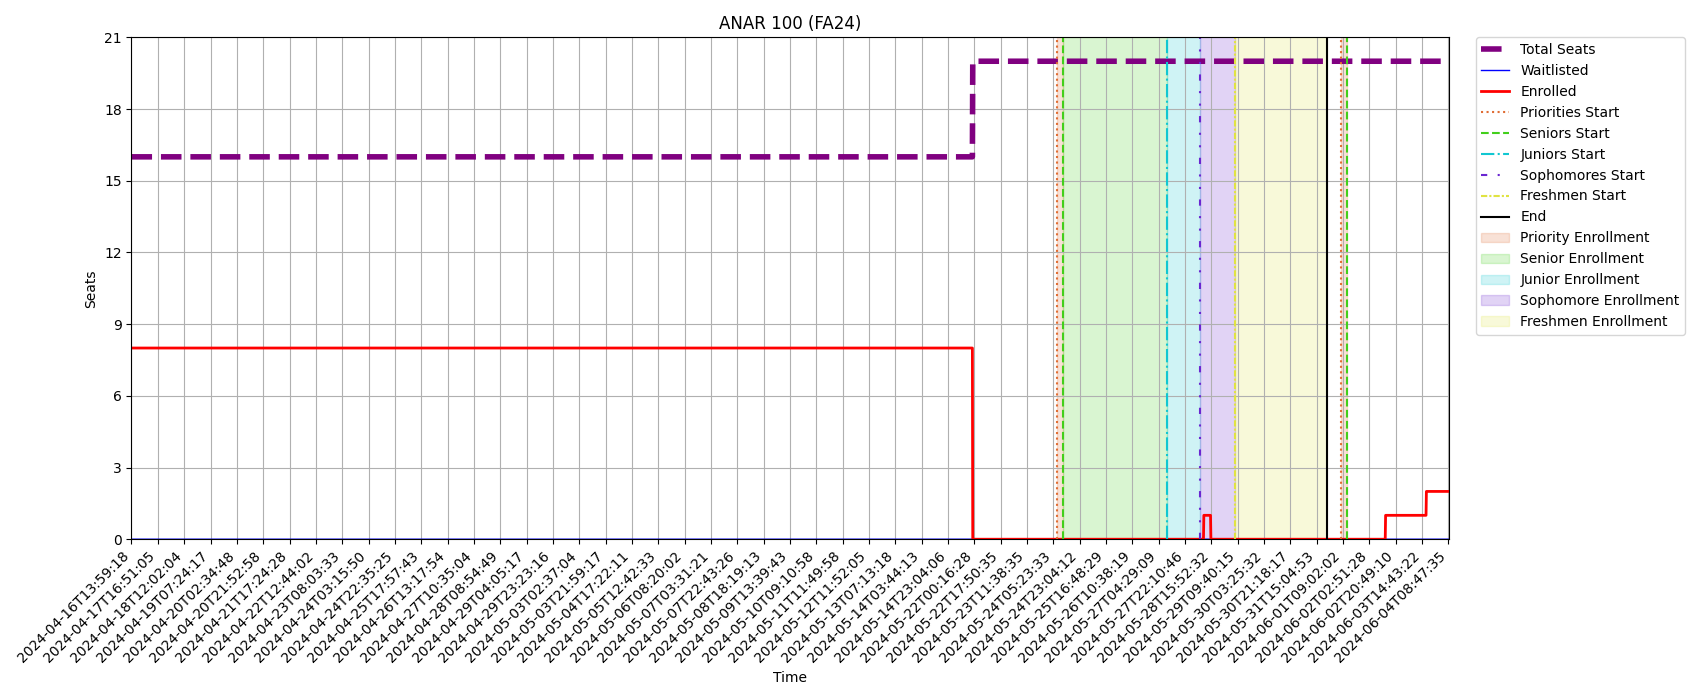 ANAR 100 (FA24)
Seats
21
18
15
12
9
6
3
0
2024-04-16T13:59:18
2024-04-17T16:51:05
2024-04-18T12:02:04
2024-04-19T07:24:17
2024-04-20T02:34:48
2024-04-20T21:52:58
2024-04-21T17:24:28
2024-04-22T12:44:02
2024-04-23T08:03:33
2024-04-24T03:15:50
2024-04-24T22:35:25
2024-04-25T17:57:43
2024-04-26T13:17:54
2024-04-27T10:35:04
2024-04-28T08:54:49
2024-04-29T04:05:17
2024-04-29T23:23:16
2024-05-03T02:37:04
2024-05-03T21:59:17
2024-05-04T17:22:11
2024-05-05T12:42:33
2024-05-06T08:20:02
2024-05-07T03:31:21
2024-05-07T22:43:26
2024-05-08T18:19:13
2024-05-09T13:39:43
2024-05-10T09:10:58
2024-05-11T11:49:58
2024-05-12T11:52:05
2024-05-13T07:13:18
2024-05-14T03:44:13
2024-05-14T23:04:06
2024-05-22T00:16:28
2024-05-22T17:50:35
2024-05-23T11:38:35
2024-05-24T05:23:33
2024-05-24T23:04:12
2024-05-25T16:48:29
2024-05-26T10:38:19
2024-05-27T04:29:09
2024-05-27T22:10:46
2024-05-28T15:52:32
2024-05-29T09:40:15
2024-05-30T03:25:32
2024-05-30T21:18:17
2024-05-31T15:04:53
2024-06-01T09:02:02
2024-06-02T02:51:28
2024-06-02T20:49:10
2024-06-03T14:43:22
2024-06-04T08:47:35
Time
Total Seats
Waitlisted
Enrolled
Priorities Start
Seniors Start
Juniors Start
Sophomores Start
Freshmen Start
End
Priority Enrollment
Senior Enrollment
Junior Enrollment
Sophomore Enrollment
Freshmen Enrollment